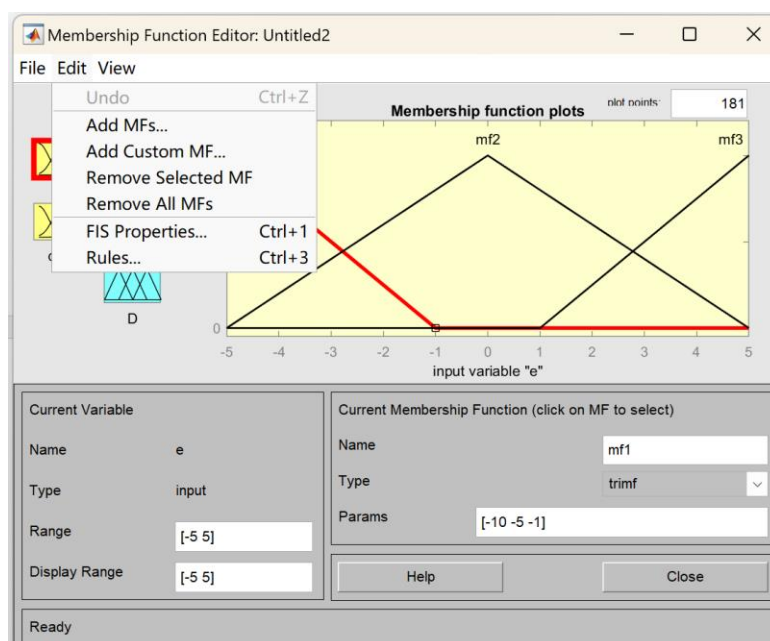 Membership Function Editor: Untitled2
File Edit View
Undo Ctrl+Z
Add MFs...
Add Custom MF...
Remove Selected MF
Remove All MFs
FIS Properties... Ctrl+1
Rules... Ctrl+3
Membership function plots
plot points:
181
mf2
mf3
D
0
-5 -4 -3 -2 -1 0 1 2 3 4 5
input variable "e"
Current Variable
Name e
Type input
Range [-5 5]
Display Range [-5 5]
Current Membership Function (click on MF to select)
Name mf1
Type trimf
Params [-10 -5 -1]
Help
Close
Ready